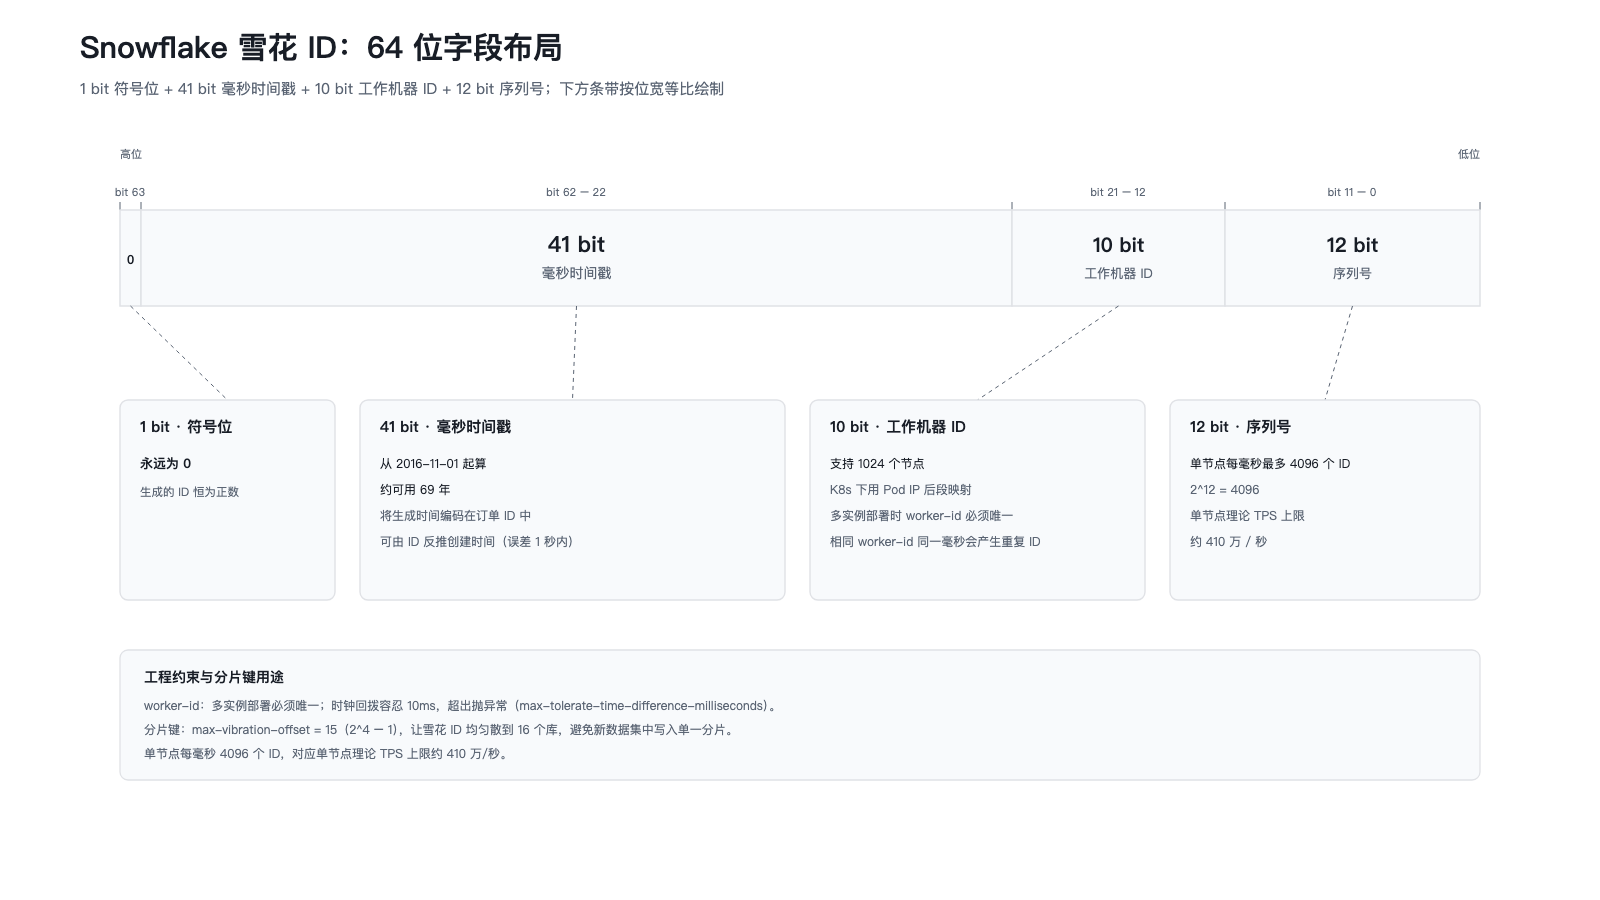 Snowflake 雪花 ID：64 位字段布局
1 bit 符号位 + 41 bit 毫秒时间戳 + 10 bit 工作机器 ID + 12 bit 序列号；下方条带按位宽等比绘制
高位
低位
bit 63
bit 62 – 22
bit 21 – 12
bit 11 – 0
0
41 bit
毫秒时间戳
10 bit
工作机器 ID
12 bit
序列号
1 bit · 符号位
永远为 0
生成的 ID 恒为正数
41 bit · 毫秒时间戳
从 2016-11-01 起算
约可用 69 年
将生成时间编码在订单 ID 中
可由 ID 反推创建时间（误差 1 秒内）
10 bit · 工作机器 ID
支持 1024 个节点
K8s 下用 Pod IP 后段映射
多实例部署时 worker-id 必须唯一
相同 worker-id 同一毫秒会产生重复 ID
12 bit · 序列号
单节点每毫秒最多 4096 个 ID
2^12 = 4096
单节点理论 TPS 上限
约 410 万 / 秒
工程约束与分片键用途
worker-id：多实例部署必须唯一；时钟回拨容忍 10ms，超出抛异常（max-tolerate-time-difference-milliseconds）。
分片键：max-vibration-offset = 15（2^4 – 1），让雪花 ID 均匀散到 16 个库，避免新数据集中写入单一分片。
单节点每毫秒 4096 个 ID，对应单节点理论 TPS 上限约 410 万/秒。